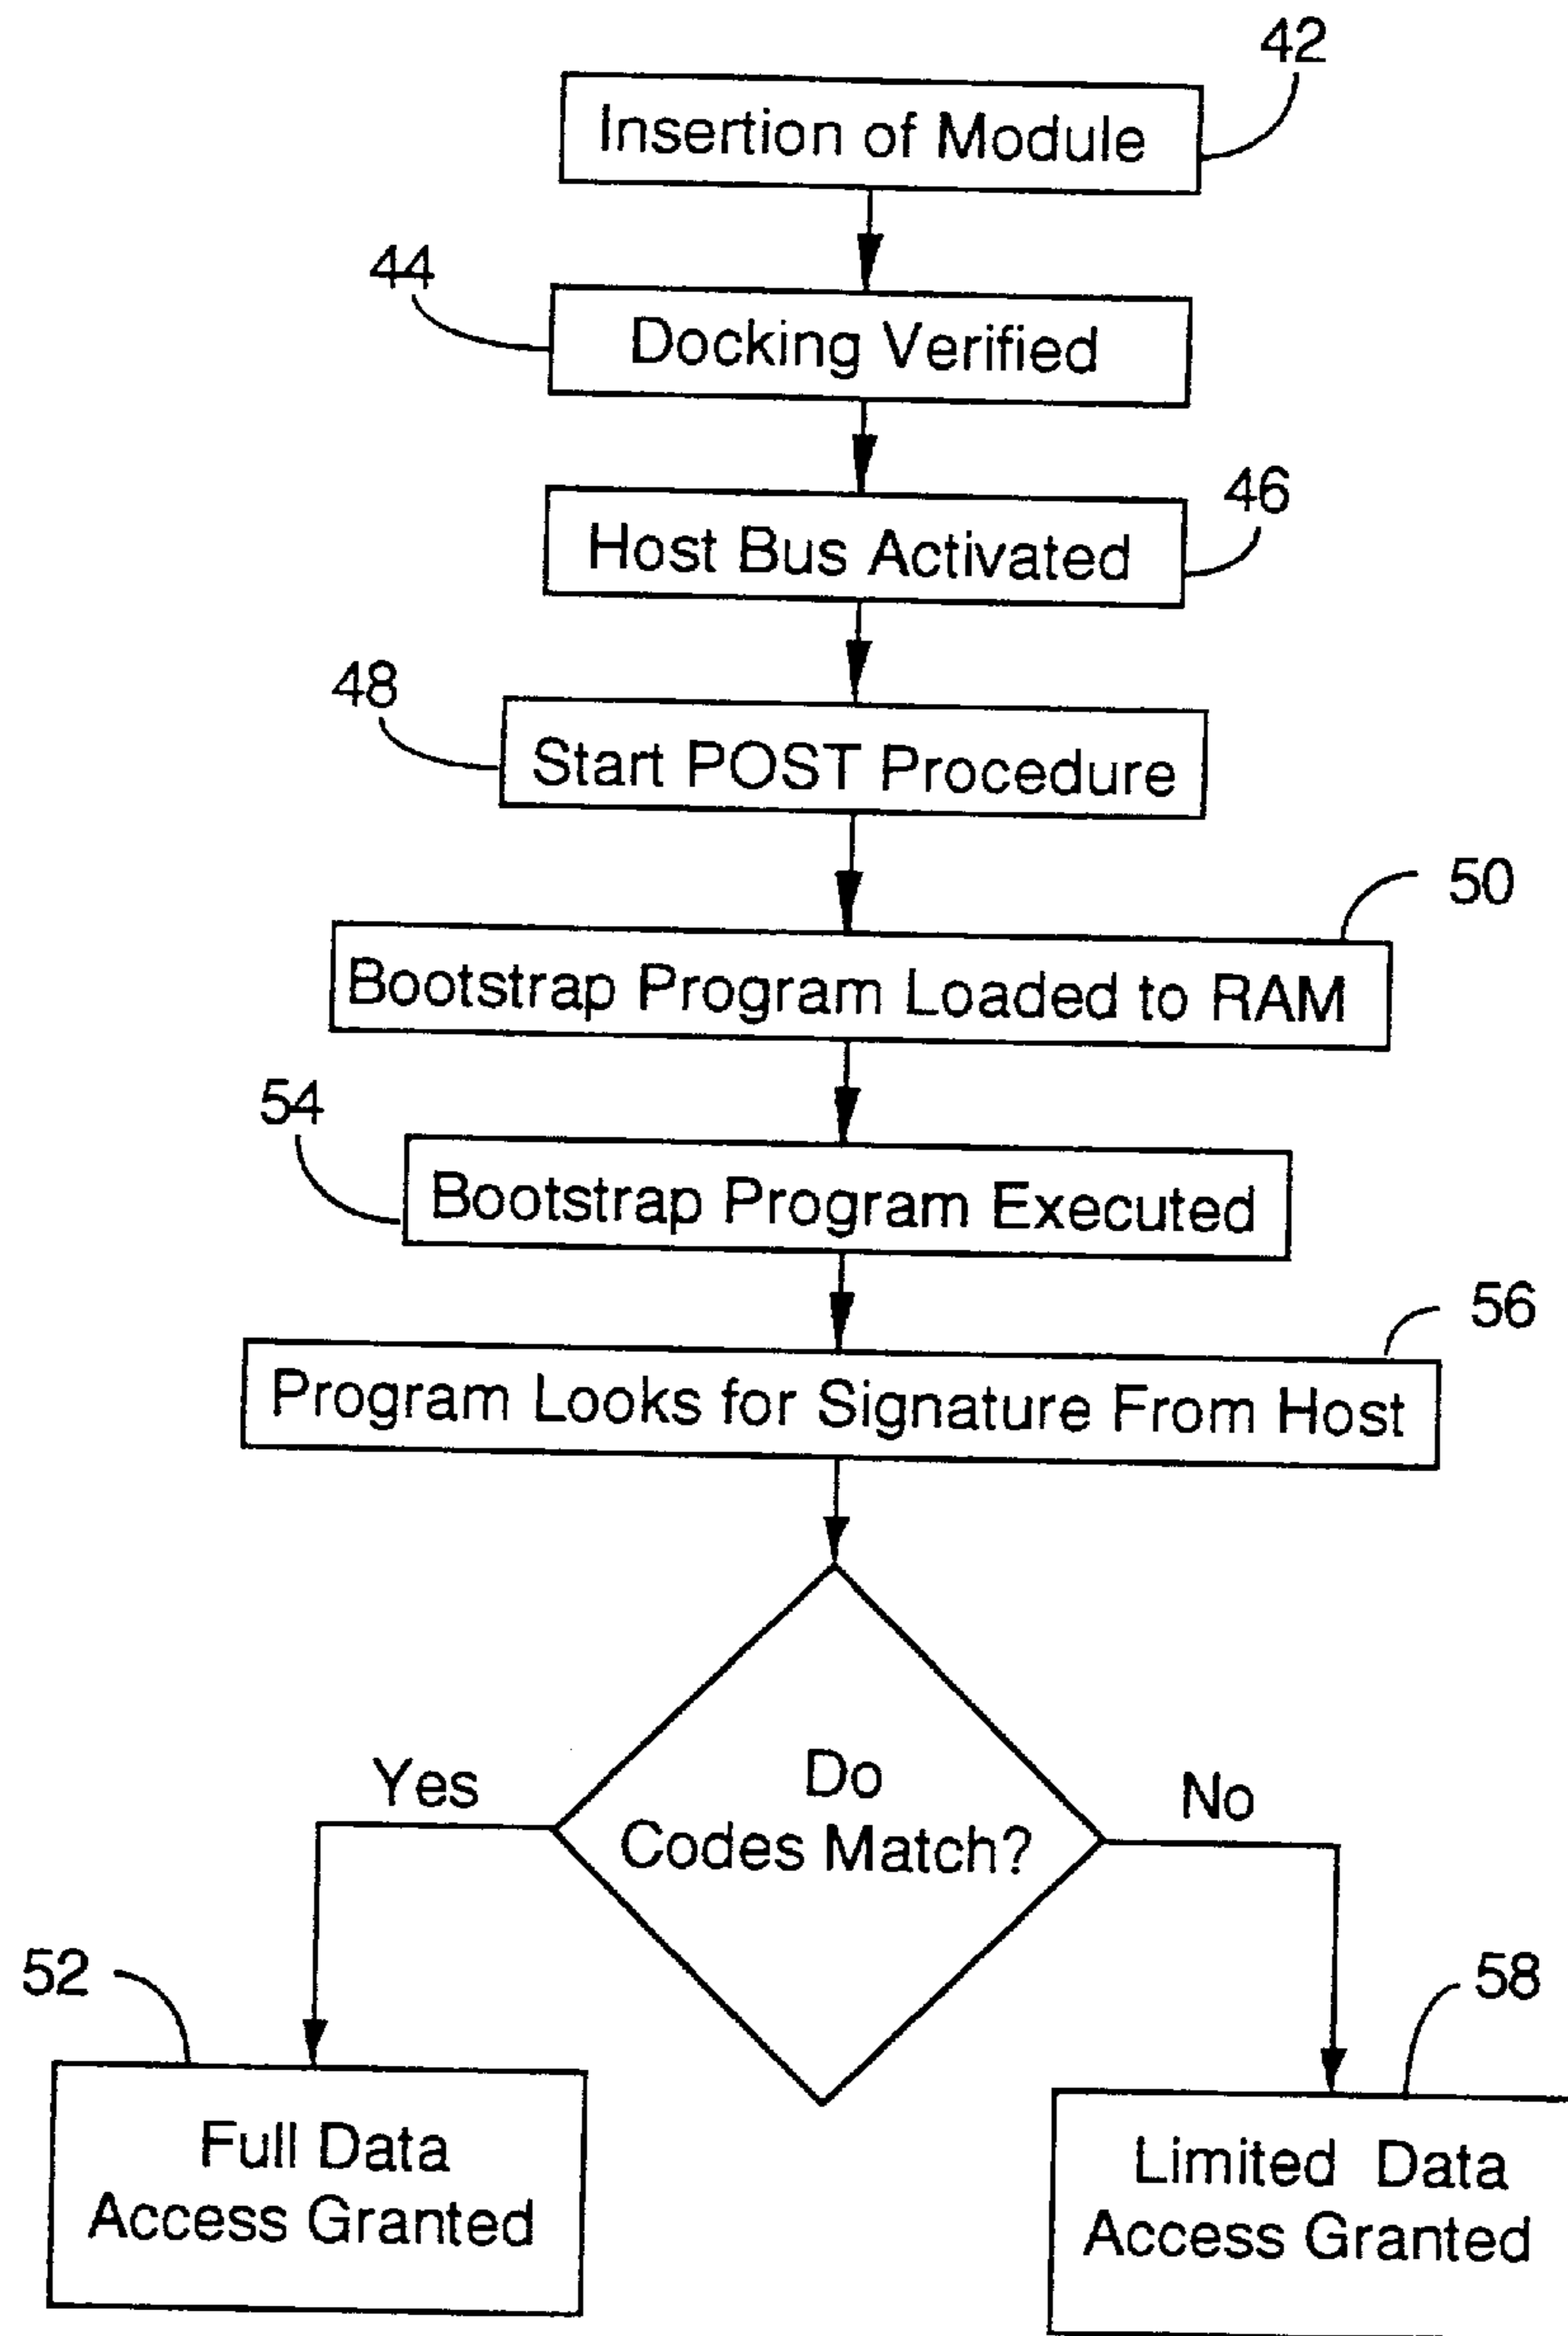 42
Insertion of Module
44
Docking Verified
46
Host Bus Activated
48
Start POST Procedure
50
Bootstrap Program Loaded to RAM
54
Bootstrap Program Executed
56
Program Looks for Signature From Host
Do
Codes Match?
Yes
No
52
58
Full Data
Access Granted
Limited Data
Access Granted